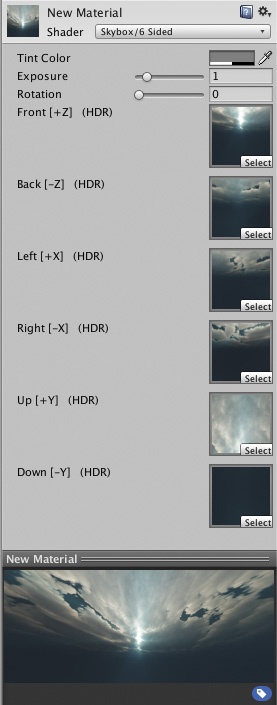 New Material
Shader Skybox/6 Sided
Tint Color
Exposure 1
Rotation 0
Front [+Z] (HDR)
Select
Back [-Z] (HDR)
Select
Left [+X] (HDR)
Select
Right [-X] (HDR)
Select
Up [+Y] (HDR)
Select
Down [-Y] (HDR)
Select
New Material